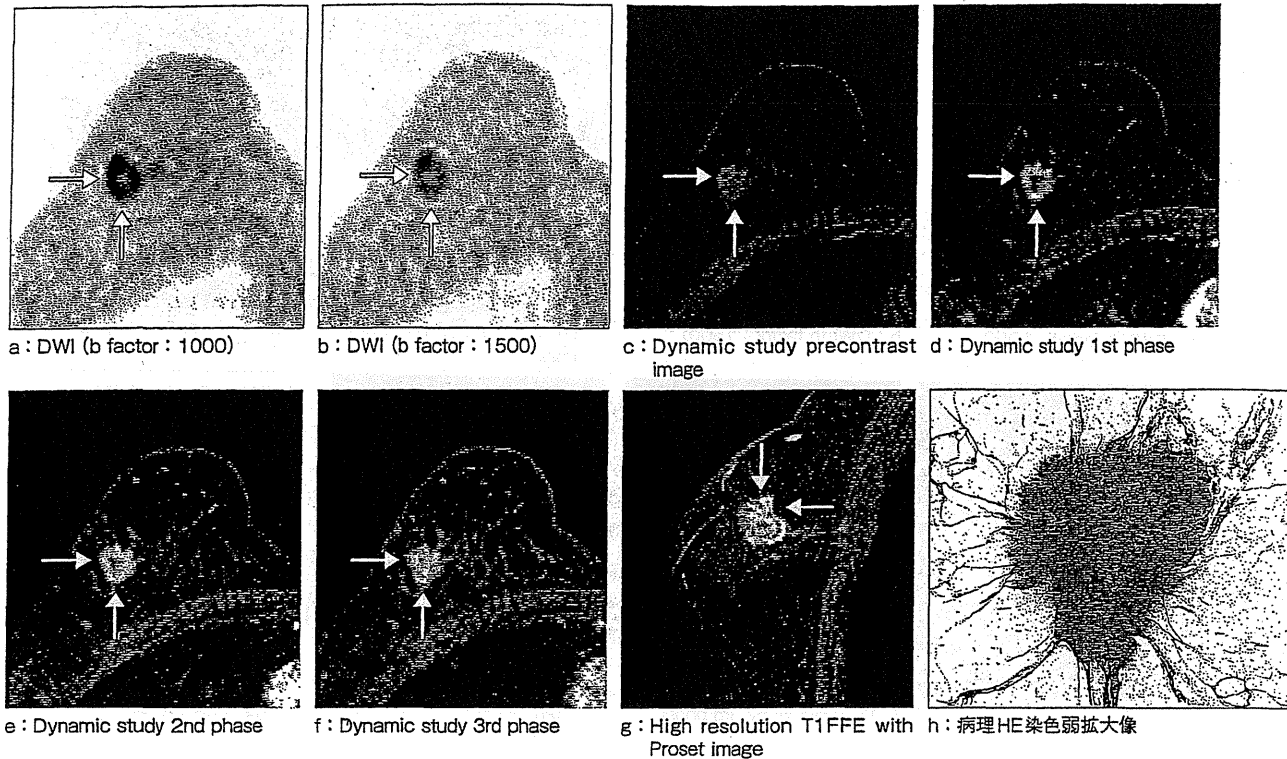 a : DWI (b factor : 1000)
b : DWI (b factor : 1500)
c : Dynamic study precontrast
image
d : Dynamic study 1st phase
e : Dynamic study 2nd phase
f : Dynamic study 3rd phase
g : High resolution T1FFE with
Proset image
h : 病理HE染色弱拡大像